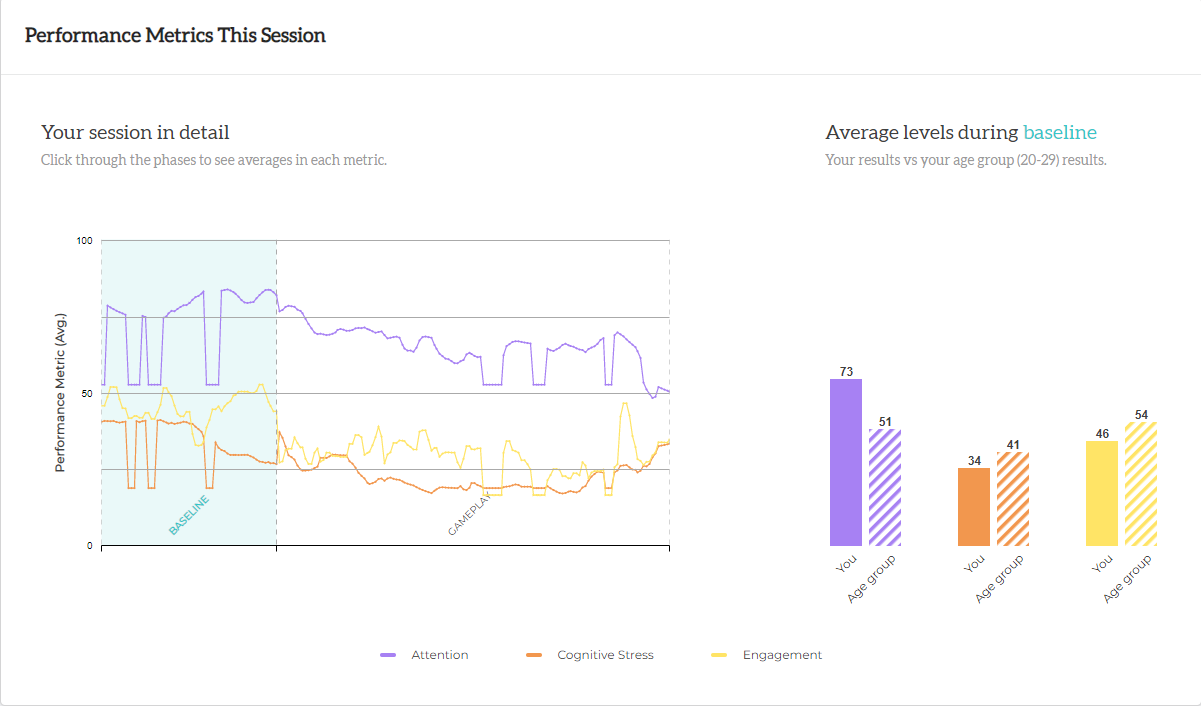 Performance Metrics This Session
Your session in detail
Click through the phases to see averages in each metric.
Average levels during baseline
Your results vs your age group (20-29) results.
100
50
0
Performance Metric (Avg.)
BASELINE
GAMEPLAY
73
51
34
41
46
54
You
Age group
You
Age group
You
Age group
Attention
Cognitive Stress
Engagement